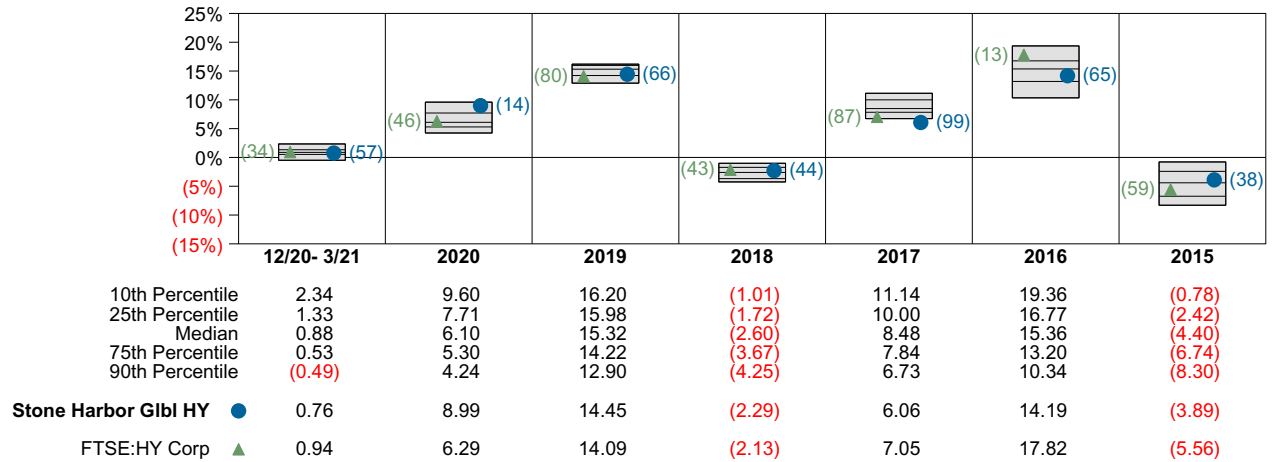 25%
20%
15%
10%
5%
0%
(5%)
(10%)
(15%)
(34) (57)
(46) (14)
(80) (66)
(43) (44)
(87) (99)
(13) (65)
(59) (38)
12/20- 3/21 2020 2019 2018 2017 2016 2015
10th Percentile 2.34 9.60 16.20 (1.01) 11.14 19.36 (0.78)
25th Percentile 1.33 7.71 15.98 (1.72) 10.00 16.77 (2.42)
Median 0.88 6.10 15.32 (2.60) 8.48 15.36 (4.40)
75th Percentile 0.53 5.30 14.22 (3.67) 7.84 13.20 (6.74)
90th Percentile (0.49) 4.24 12.90 (4.25) 6.73 10.34 (8.30)
Stone Harbor Glbl HY 0.76 8.99 14.45 (2.29) 6.06 14.19 (3.89)
FTSE:HY Corp 0.94 6.29 14.09 (2.13) 7.05 17.82 (5.56)